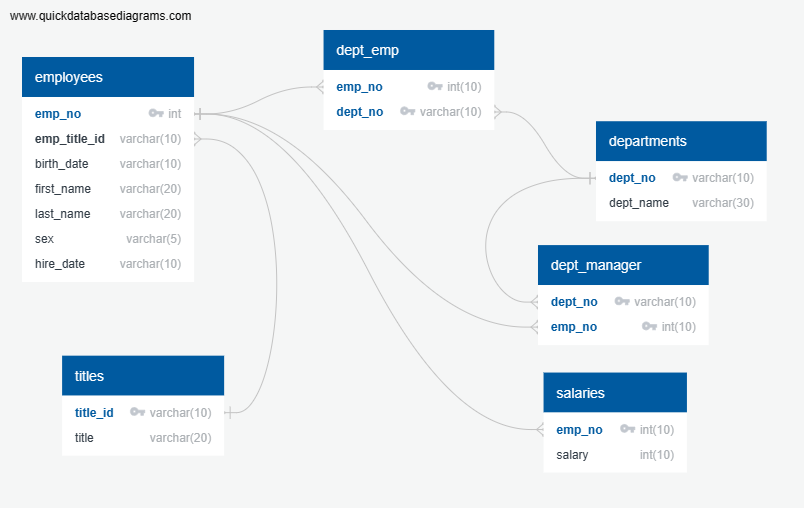 www.quickdatabasediagrams.com
employees
emp_no int
emp_title_id varchar(10)
birth_date varchar(10)
first_name varchar(20)
last_name varchar(20)
sex varchar(5)
hire_date varchar(10)
dept_emp
emp_no int(10)
dept_no varchar(10)
departments
dept_no varchar(10)
dept_name varchar(30)
dept_manager
dept_no varchar(10)
emp_no int(10)
titles
title_id varchar(10)
title varchar(20)
salaries
emp_no int(10)
salary int(10)